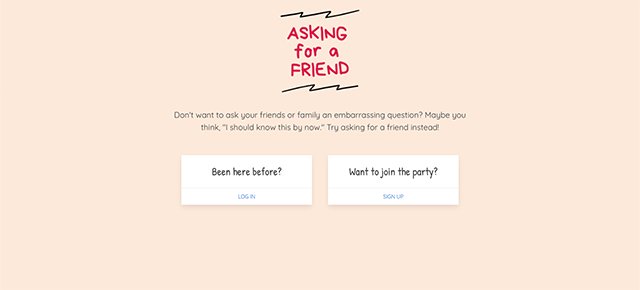 ASKING
for a
FRIEND
Don't want to ask your friends or family an embarrassing question? Maybe you
think, "I should know this by now." Try asking for a friend instead!
Been here before?
Want to join the party?
LOG IN
SIGN UP